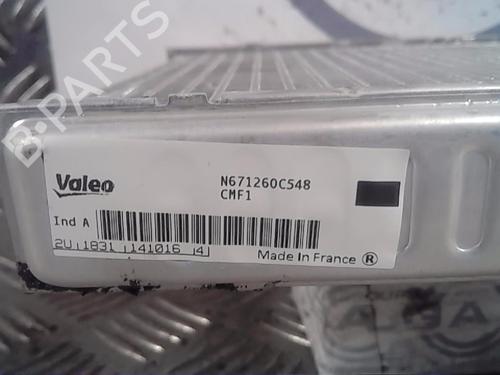 B-PARTS
Valeo
N671260C548
CMF1
Ind A
2U 1831 141016 4
Made In France ®